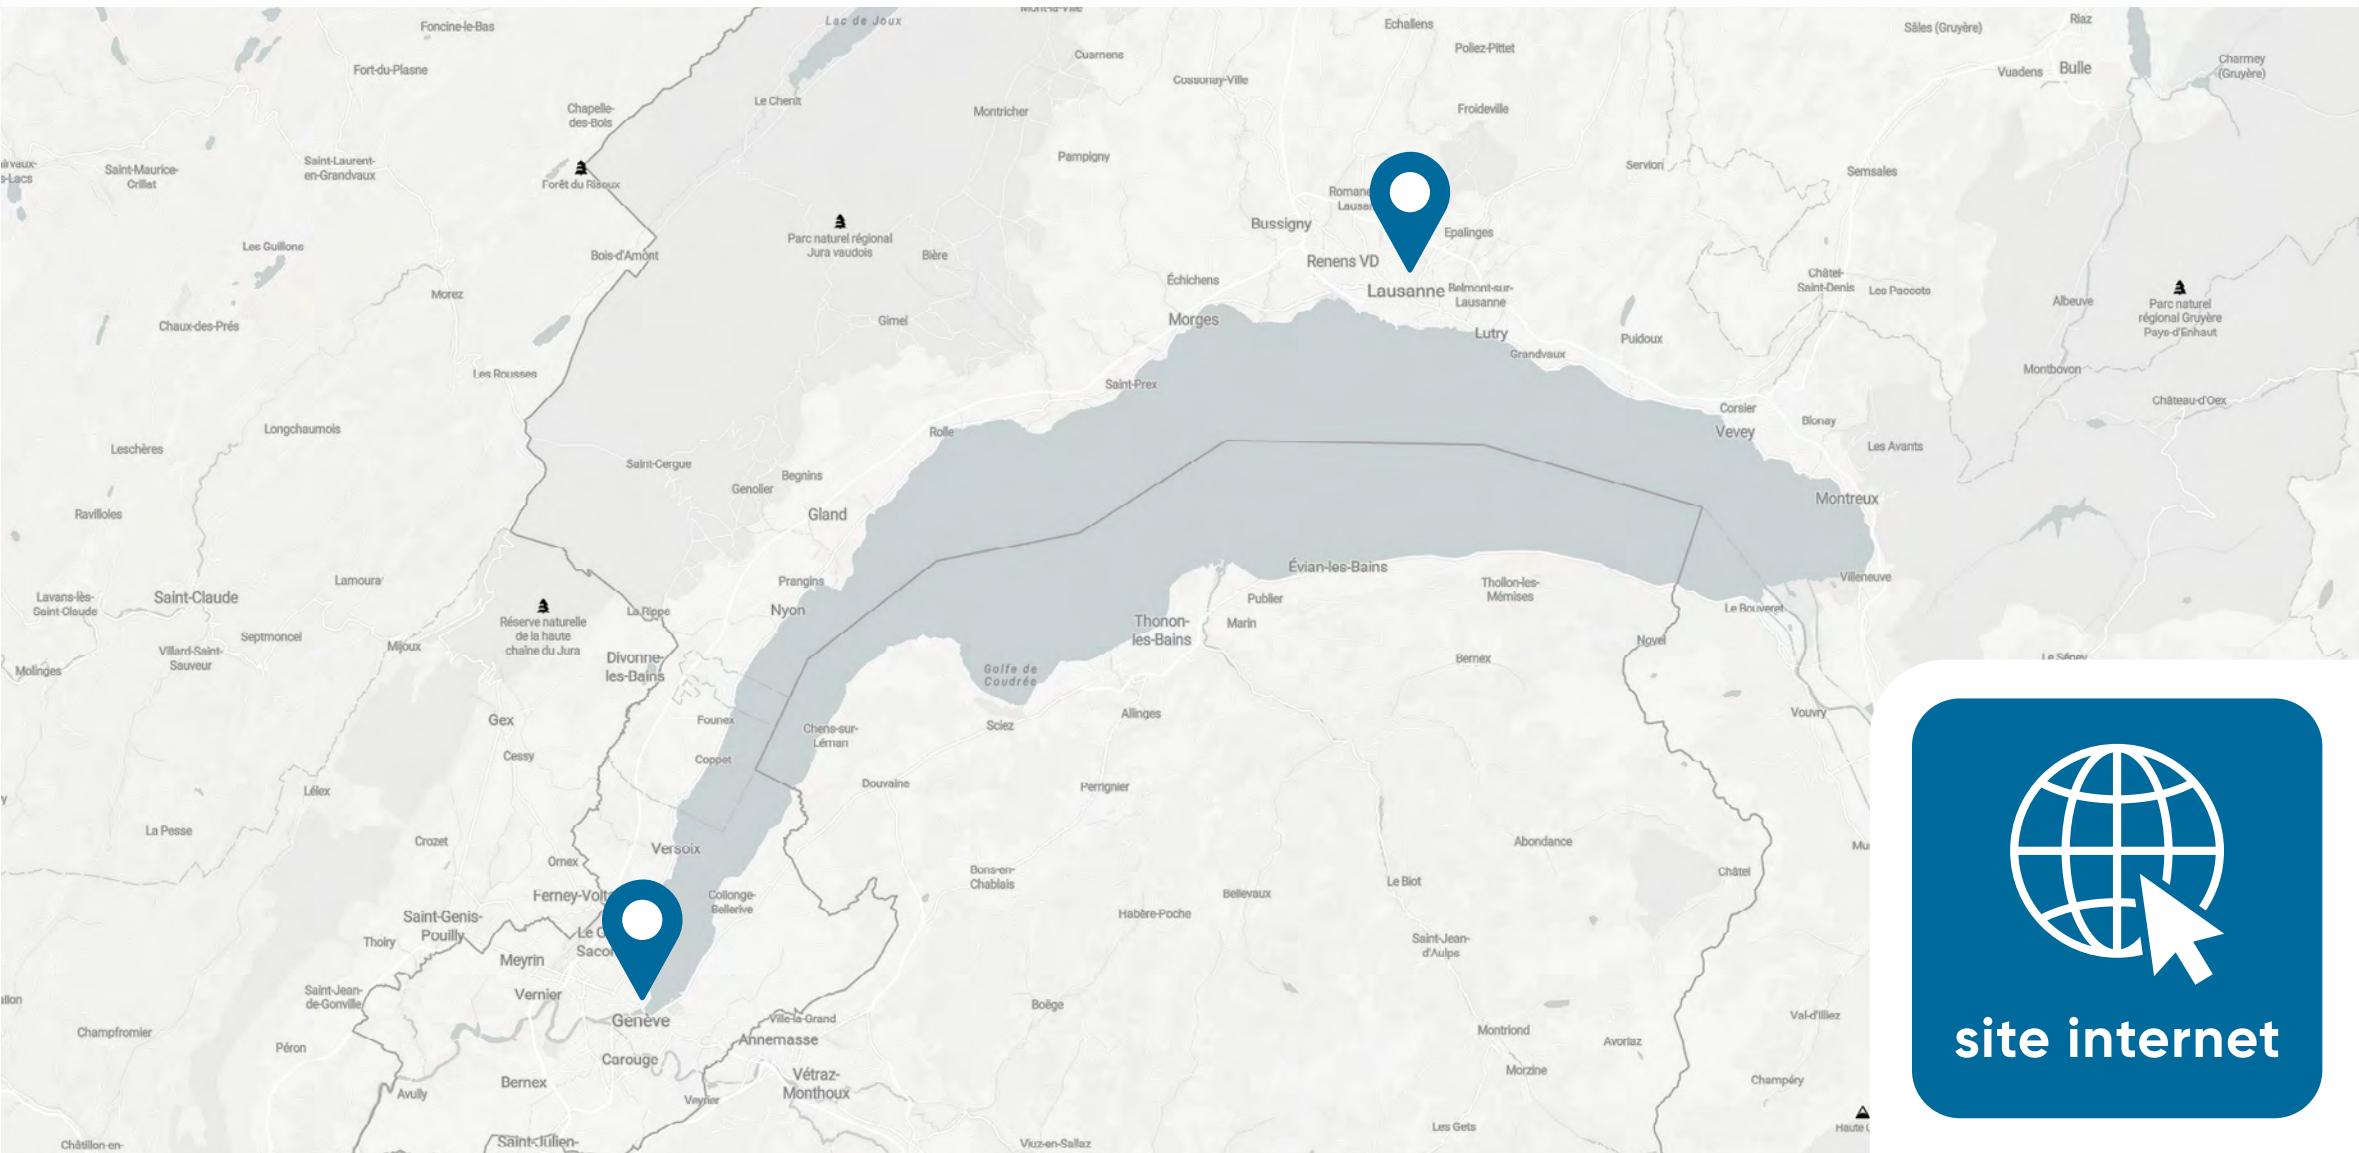 Mont-la-Ville
Lac de Joux
Foncine-le-Bas
Echallens
Sâles (Gruyère)
Riaz
Poliez-Pittet
Cuarnens
Fort-du-Plasne
Cossonay-Ville
Vuadens
Bulle
Charmey
(Gruyère)
Le Chenit
Montricher
Froideville
Chapelle-
des-Bois
Pampigny
Saint-Maurice-
Crillat
Saint-Laurent-
en-Grandvaux
Servion
Semsales
s-Lacs
Forêt du Risoux
Bussigny
Epalinges
Parc naturel régional
Jura vaudois
Les Guillons
Bois-d'Amont
Bière
Renens VD
Échichens
Lausanne
Belmont-sur-
Lausanne
Châtel-
Saint-Denis
Les Paccots
Morez
Albeuve
Parc naturel
régional Gruyère
Pays-d'Enhaut
Chaux-des-Prés
Gimel
Morges
Lutry
Puidoux
Grandvaux
Les Rousses
Saint-Prex
Montbovon
Château-d'Oex
Corsier
Vevey
Blonay
Longchaumois
Rolle
Leschères
Les Avants
Saint-Cergue
Begnins
Genolier
Montreux
Ravilloles
Gland
Évian-les-Bains
Villeneuve
Lamoura
Prangins
Thollon-les-
Mémises
Lavans-lès-
Saint-Claude
Saint-Claude
Nyon
Publier
Le Bouveret
La Rippe
Réserve naturelle
de la haute
chaîne du Jura
Thonon-
les-Bains
Marin
Septmoncel
Mijoux
Novel
Villard-Saint-
Sauveur
Divonne-
les-Bains
Bernex
Le Sépey
Molinges
Golfe de
Coudrée
Gex
Founex
Chens-sur-
Léman
Sciez
Allinges
Vouvry
Cessy
Coppet
Douvaine
Perrignier
Lélex
La Pesse
Crozet
Versoix
Abondance
Ornex
Bons-en-
Chablais
Châtel
Ferney-Volt
Collonge-
Bellerive
Bellevaux
Le Biot
Saint-Genis-
Pouilly
Habère-Poche
Thoiry
Saint-Jean-
d'Aulps
Meyrin
Vernier
Saint-Jean-
de-Gonville
Boëge
Genève
Ville-la-Grand
Val-d'Illiez
Champfromier
Péron
Annemasse
Montriond
Avoriaz
site internet
Carouge
Bernex
Vétraz-
Monthoux
Morzine
Champéry
Avully
Veyrier
Les Gets
Haute
Châtillon-en-
Saint-Julien-
Viuz-en-Sallaz